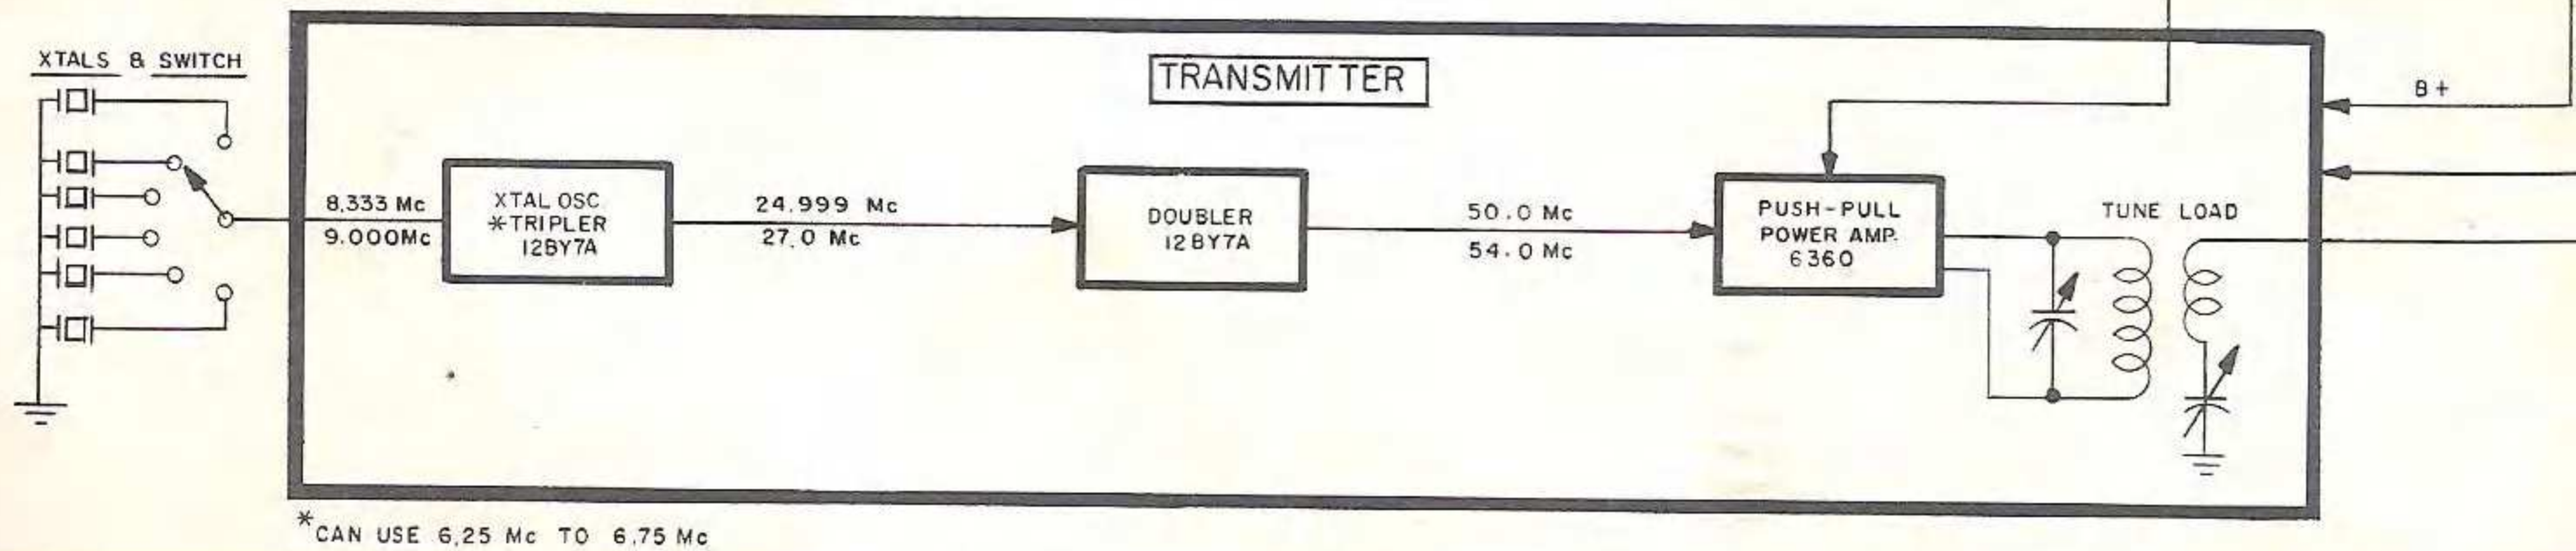 XTALS & SWITCH
TRANSMITTER
B+
8.333 Mc
9.000Mc
XTAL OSC.
*TRIPLER
12BY7A
24.999 Mc
27.0 Mc
DOUBLER
12BY7A
50.0 Mc
54.0 Mc
PUSH-PULL
POWER AMP.
6360
TUNE LOAD
*CAN USE 6.25 Mc TO 6.75 Mc